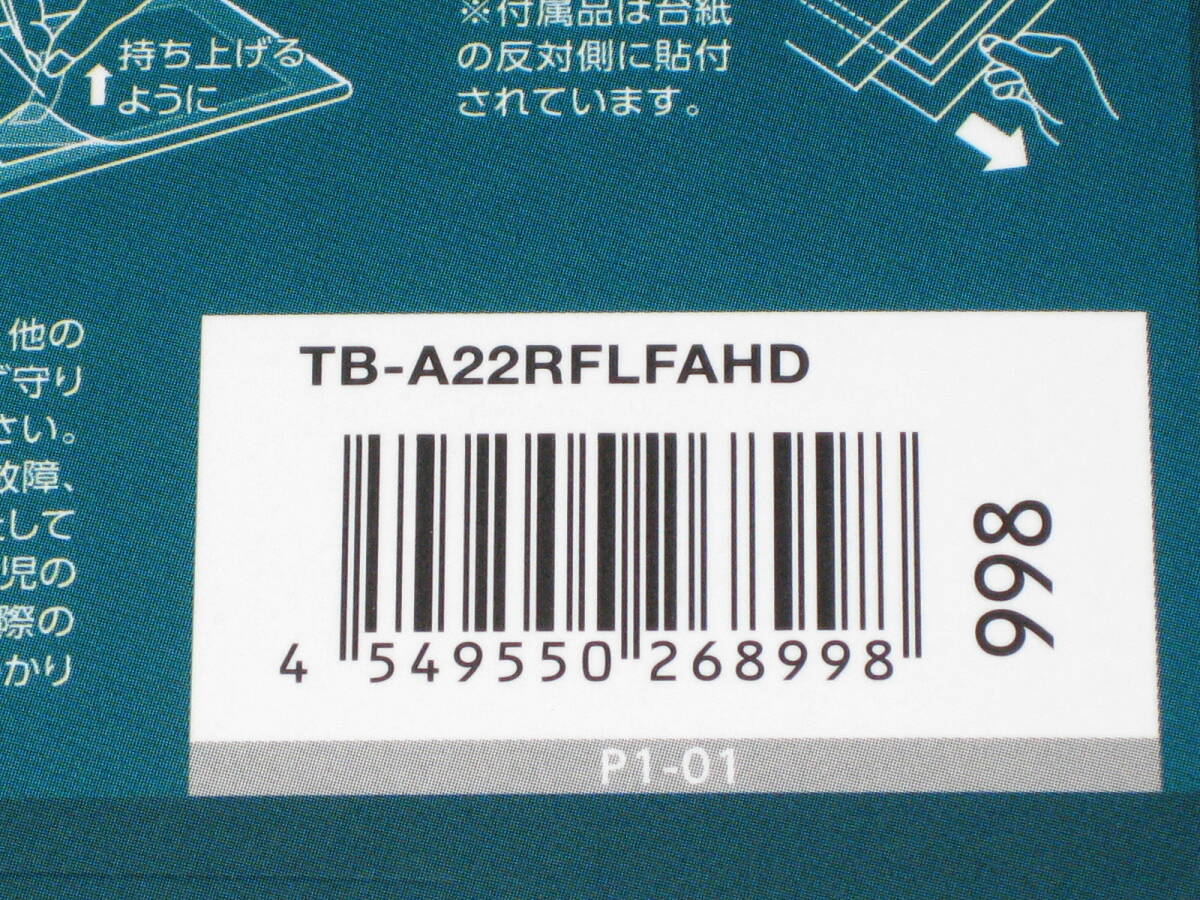 持ち上げる
ように
※付属品は台紙
の反対側に貼付
されています。
他の
守り
さい。
故障、
して
児の
際の
かり
TB-A22RFLFAHD
4 549550 268998
998
P1-01